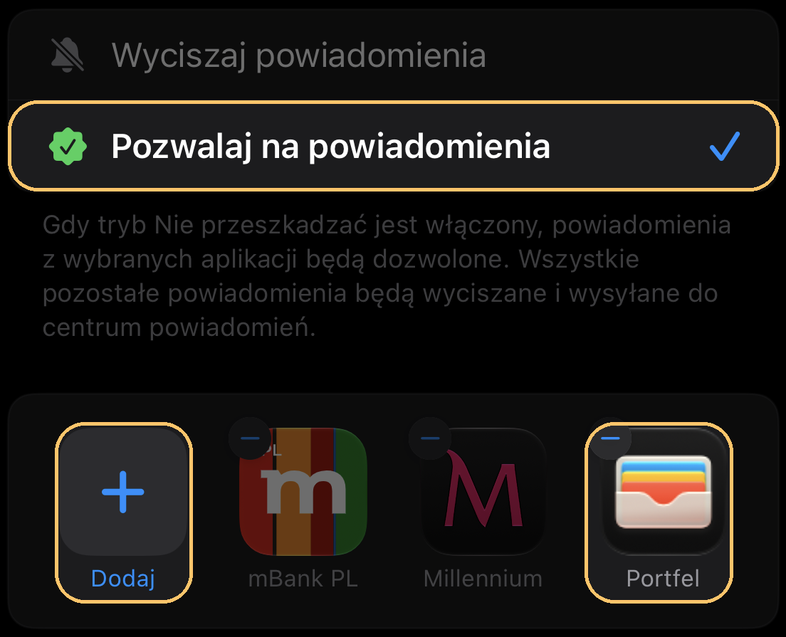 Wyciszaj powiadomienia
Pozwalaj na powiadomienia
Gdy tryb Nie przeszkadzać jest włączony, powiadomienia
z wybranych aplikacji będą dozwolone. Wszystkie
pozostałe powiadomienia będą wyciszane i wysyłane do
centrum powiadomień.
PL
m
M
Dodaj
mBank PL
Millennium
Portfel